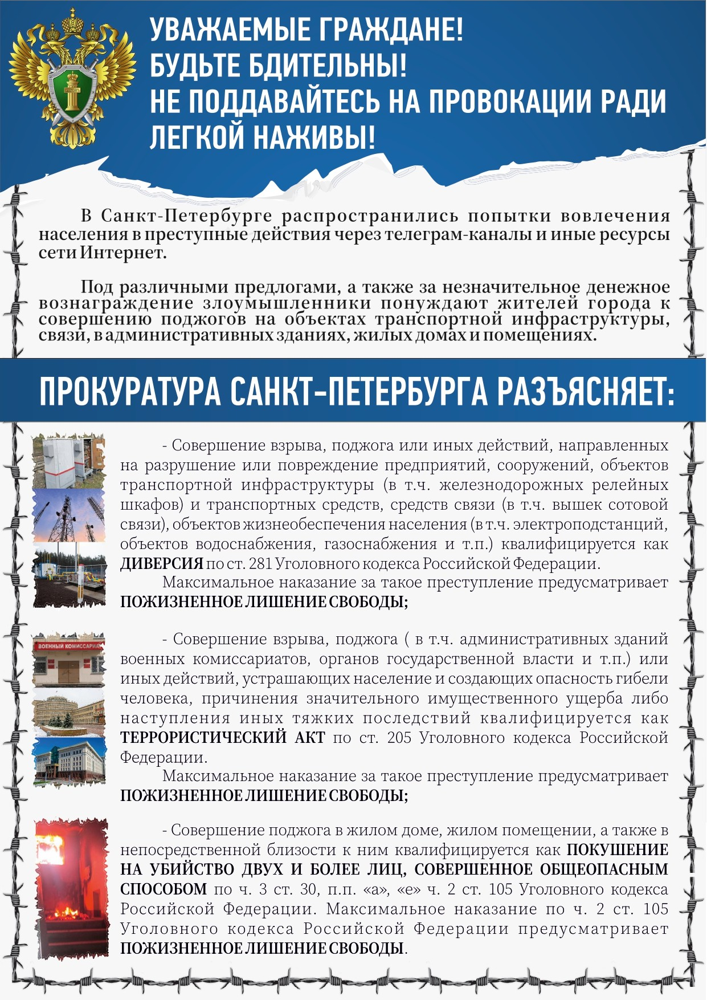 ЗАКОНЪ
УВАЖАЕМЫЕ ГРАЖДАНЕ!
БУДЬТЕ БДИТЕЛЬНЫ!
НЕ ПОДДАВАЙТЕСЬ НА ПРОВОКАЦИИ РАДИ
ЛЕГКОЙ НАЖИВЫ!
В Санкт-Петербурге распространились попытки вовлечения
населения в преступные действия через телеграм-каналы и иные ресурсы
сети Интернет.
Под различными предлогами, а также за незначительное денежное
вознаграждение злоумышленники понуждают жителей города к
совершению поджогов на объектах транспортной инфраструктуры,
связи, в административных зданиях, жилых домах и помещениях.
ПРОКУРАТУРА САНКТ-ПЕТЕРБУРГА РАЗЪЯСНЯЕТ:
- Совершение взрыва, поджога или иных действий, направленных
на разрушение или повреждение предприятий, сооружений, объектов
транспортной инфраструктуры (в т.ч. железнодорожных релейных
шкафов) и транспортных средств, средств связи (в т.ч. вышек сотовой
связи), объектов жизнеобеспечения населения (в т.ч. электроподстанций,
объектов водоснабжения, газоснабжения и т.п.) квалифицируется как
ДИВЕРСИЯ по ст. 281 Уголовного кодекса Российской Федерации.
Максимальное наказание за такое преступление предусматривает
ПОЖИЗНЕННОЕ ЛИШЕНИЕ СВОБОДЫ;
ВОЕННЫЙ КОМИССАРИАТ
- Совершение взрыва, поджога ( в т.ч. административных зданий
военных комиссариатов, органов государственной власти и т.п.) или
иных действий, устрашающих население и создающих опасность гибели
человека, причинения значительного имущественного ущерба либо
наступления иных тяжких последствий квалифицируется как
ТЕРРОРИСТИЧЕСКИЙ АКТ по ст. 205 Уголовного кодекса Российской
Федерации.
Максимальное наказание за такое преступление предусматривает
ПОЖИЗНЕННОЕ ЛИШЕНИЕ СВОБОДЫ;
- Совершение поджога в жилом доме, жилом помещении, а также в
непосредственной близости к ним квалифицируется как ПОКУШЕНИЕ
НА УБИЙСТВО ДВУХ И БОЛЕЕ ЛИЦ, СОВЕРШЕННОЕ ОБЩЕОПАСНЫМ
СПОСОБОМ по ч. 3 ст. 30, п.п. «а», «е» ч. 2 ст. 105 Уголовного кодекса
Российской Федерации. Максимальное наказание по ч. 2 ст. 105
Уголовного кодекса Российской Федерации предусматривает
ПОЖИЗНЕННОЕ ЛИШЕНИЕ СВОБОДЫ.